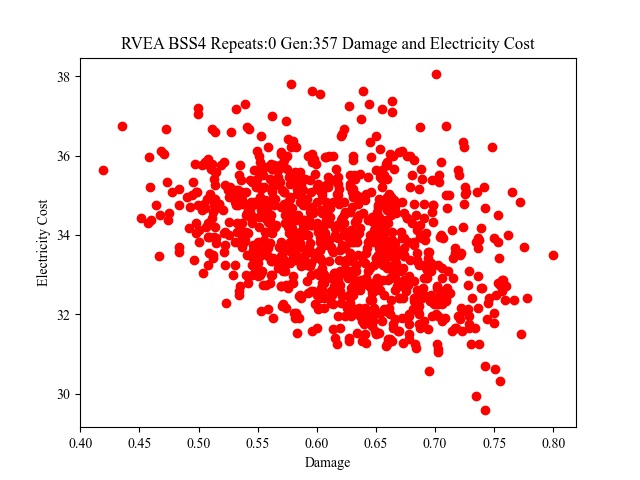 RVEA BSS4 Repeats:0 Gen:357 Damage and Electricity Cost
38
36
34
32
30
Electricity Cost
0.40 0.45 0.50 0.55 0.60 0.65 0.70 0.75 0.80
Damage